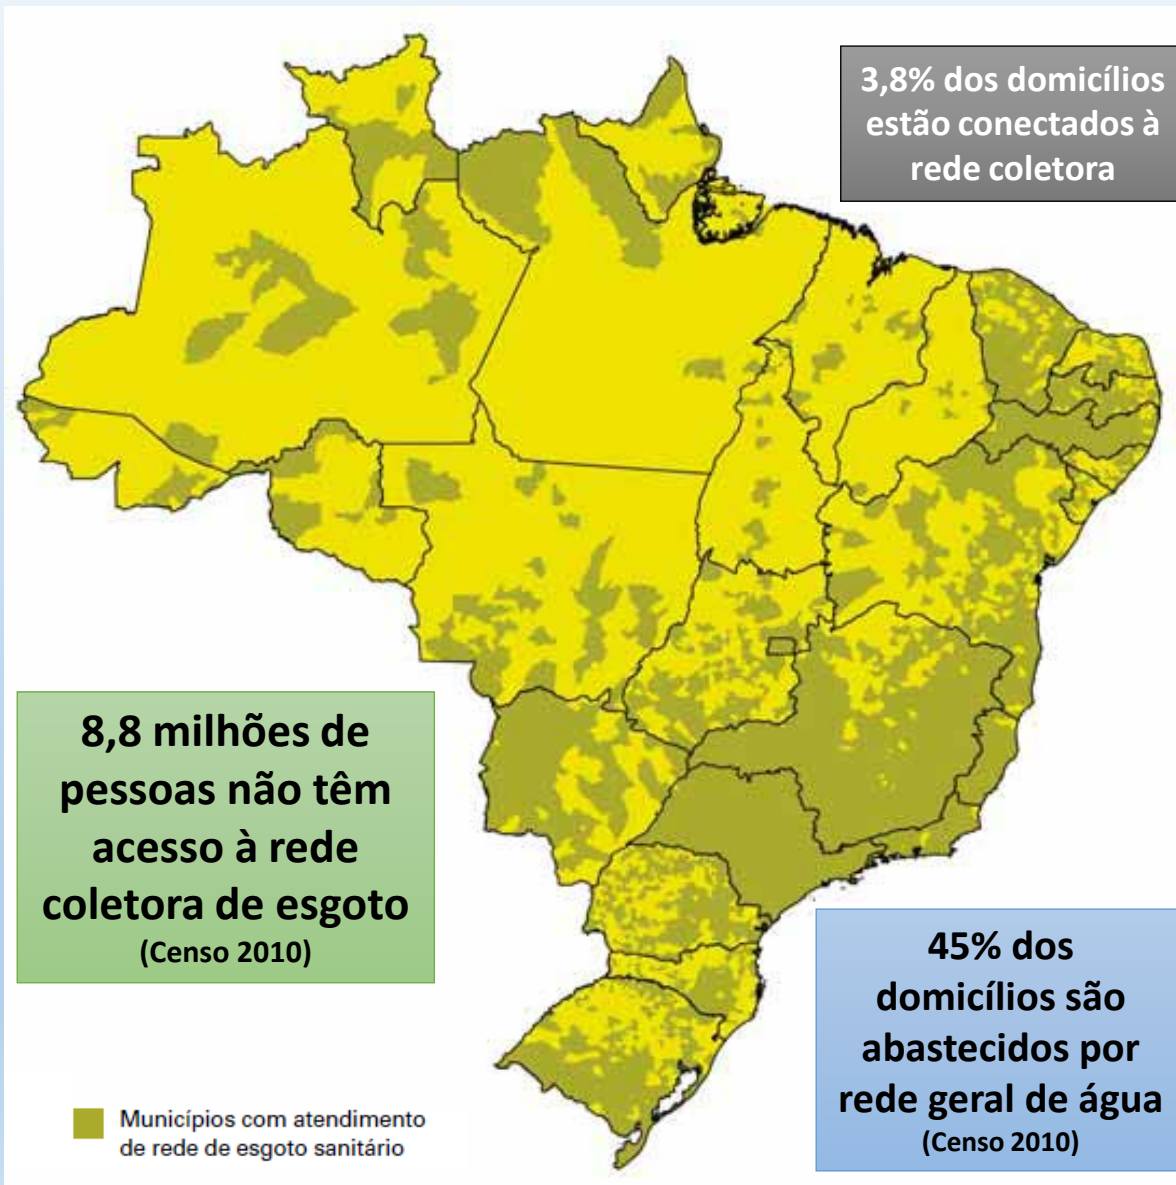 3,8% dos domicílios
estão conectados à
rede coletora
8,8 milhões de
pessoas não têm
acesso à rede
coletora de esgoto
(Censo 2010)
45% dos
domicílios são
abastecidos por
rede geral de água
(Censo 2010)
Municípios com atendimento
de rede de esgoto sanitário